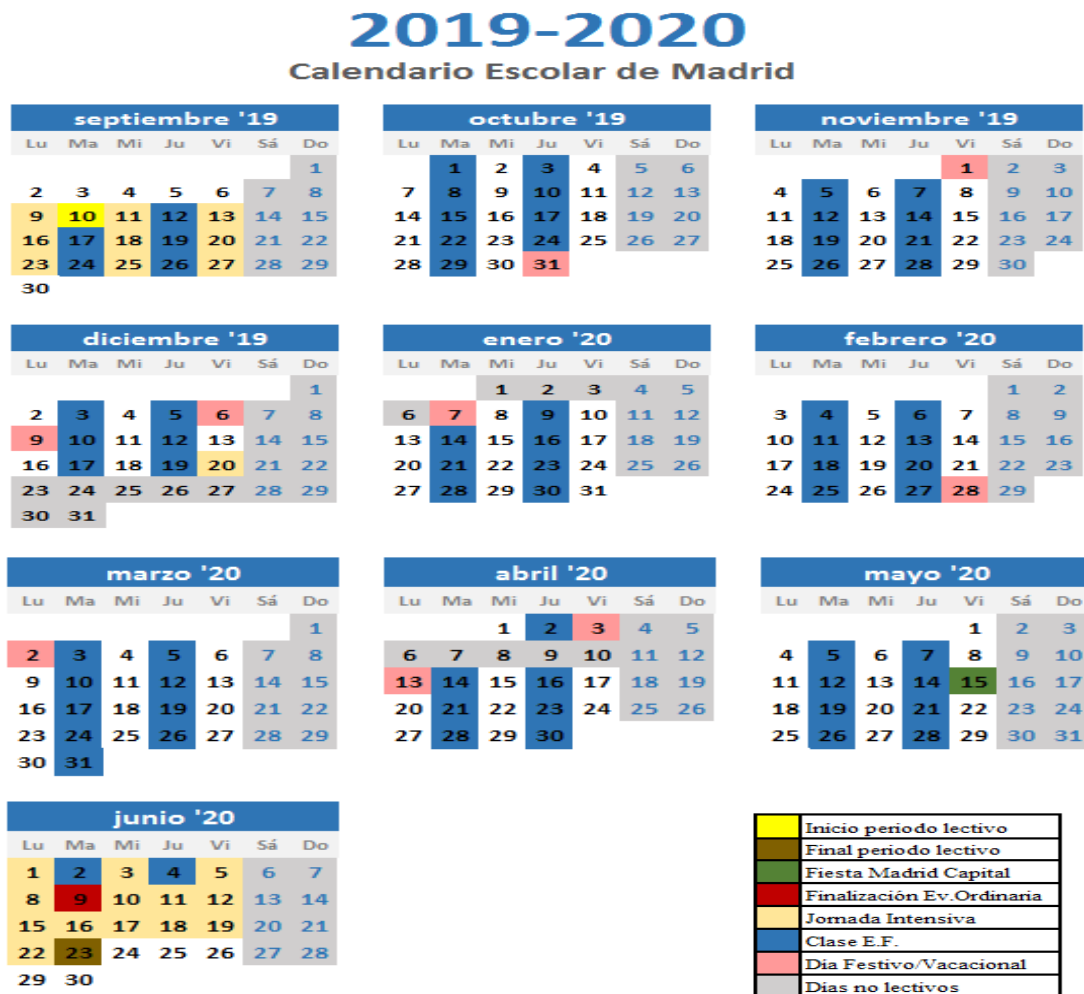 2019-2020
Calendario Escolar de Madrid
septiembre '19
Lu Ma Mi Ju Vi Sá Do
1
2 3 4 5 6 7 8
9 10 11 12 13 14 15
16 17 18 19 20 21 22
23 24 25 26 27 28 29
30
octubre '19
Lu Ma Mi Ju Vi Sá Do
1 2 3 4 5 6
7 8 9 10 11 12 13
14 15 16 17 18 19 20
21 22 23 24 25 26 27
28 29 30 31
noviembre '19
Lu Ma Mi Ju Vi Sá Do
1 2 3
4 5 6 7 8 9 10
11 12 13 14 15 16 17
18 19 20 21 22 23 24
25 26 27 28 29 30
diciembre '19
Lu Ma Mi Ju Vi Sá Do
1
2 3 4 5 6 7 8
9 10 11 12 13 14 15
16 17 18 19 20 21 22
23 24 25 26 27 28 29
30 31
enero '20
Lu Ma Mi Ju Vi Sá Do
1 2 3 4 5
6 7 8 9 10 11 12
13 14 15 16 17 18 19
20 21 22 23 24 25 26
27 28 29 30 31
febrero '20
Lu Ma Mi Ju Vi Sá Do
1 2
3 4 5 6 7 8 9
10 11 12 13 14 15 16
17 18 19 20 21 22 23
24 25 26 27 28 29
marzo '20
Lu Ma Mi Ju Vi Sá Do
1
2 3 4 5 6 7 8
9 10 11 12 13 14 15
16 17 18 19 20 21 22
23 24 25 26 27 28 29
30 31
abril '20
Lu Ma Mi Ju Vi Sá Do
1 2 3 4 5
6 7 8 9 10 11 12
13 14 15 16 17 18 19
20 21 22 23 24 25 26
27 28 29 30
mayo '20
Lu Ma Mi Ju Vi Sá Do
1 2 3
4 5 6 7 8 9 10
11 12 13 14 15 16 17
18 19 20 21 22 23 24
25 26 27 28 29 30 31
junio '20
Lu Ma Mi Ju Vi Sá Do
1 2 3 4 5 6 7
8 9 10 11 12 13 14
15 16 17 18 19 20 21
22 23 24 25 26 27 28
29 30
Inicio periodo lectivo
Final periodo lectivo
Fiesta Madrid Capital
Finalización Ev.Ordinaria
Jornada Intensiva
Clase E.F.
Dia Festivo/Vacacional
Días no lectivos